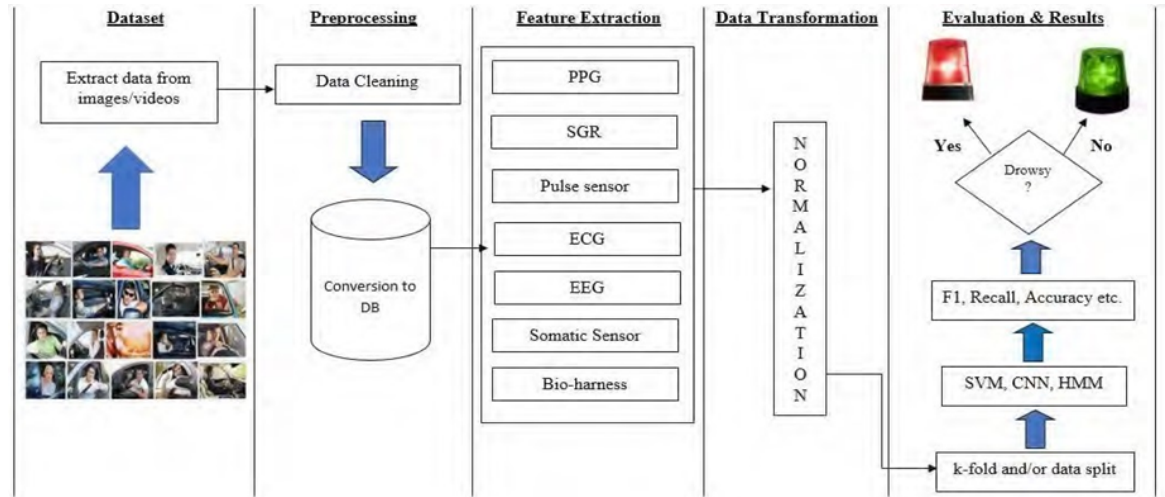 Dataset
Extract data from
images/videos
Preprocessing
Data Cleaning
Conversion to
DB
Feature Extraction
PPG
SGR
Pulse sensor
ECG
EEG
Somatic Sensor
Bio-harness
Data Transformation
NORMALIZATION
Evaluation & Results
Yes
No
Drowsy
?
F1, Recall, Accuracy etc.
SVM, CNN, HMM
k-fold and/or data split